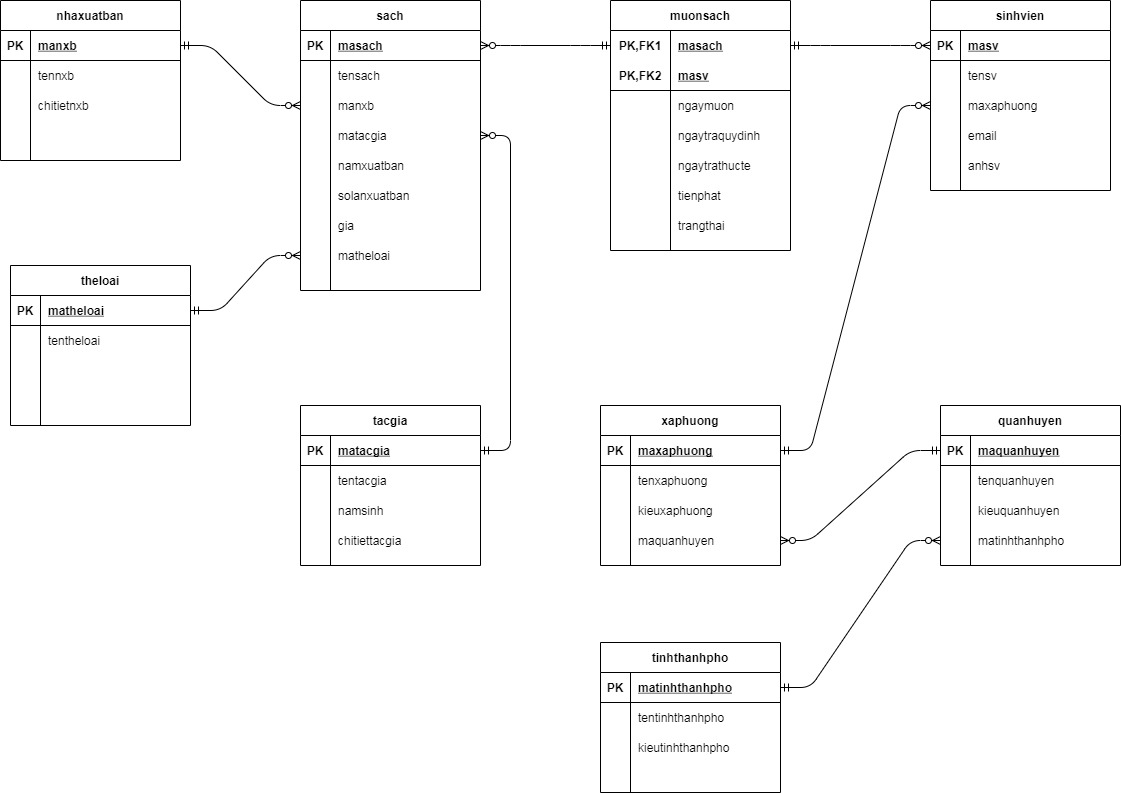 nhaxuatban
PK manxb
tennxb
chitietnxb
sach
PK masach
tensach
manxb
matacgia
namxuatban
solanxuatban
gia
matheloai
muonsach
PK,FK1 masach
PK,FK2 masv
ngaymuon
ngaytraquydinh
ngaytrathucte
tienphat
trangthai
sinhvien
PK masv
tensv
maxaphuong
email
anhsv
theloai
PK matheloai
tentheloai
tacgia
PK matacgia
tentacgia
namsinh
chitiettacgia
xaphuong
PK maxaphuong
tenxaphuong
kieuxaphuong
maquanhuyen
quanhuyen
PK maquanhuyen
tenquanhuyen
kieuquanhuyen
matinhthanhpho
tinhthanhpho
PK matinhthanhpho
tentinhthanhpho
kieutinhthanhpho